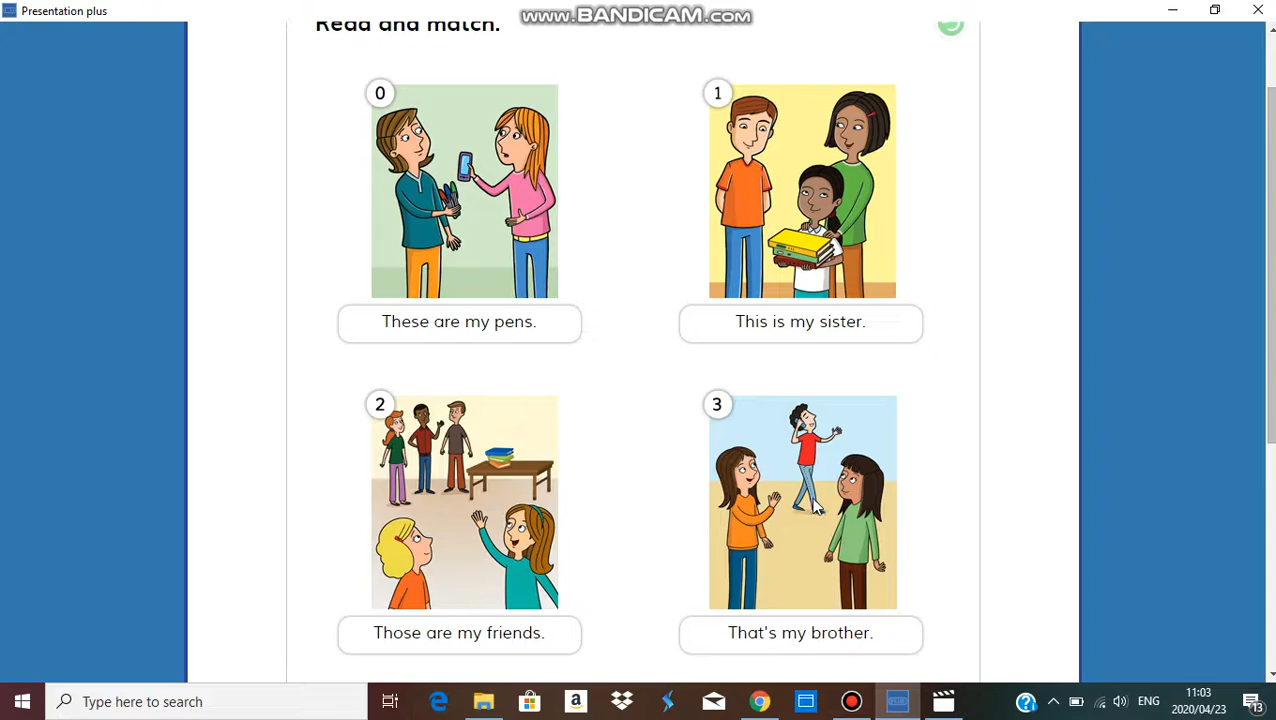 Presentation plus
www.BANDICAM.com
Read and match.
0
1
These are my pens.
This is my sister.
2
3
Those are my friends.
That's my brother.
Type here to search
ENG
11:03
2020/04/23
13